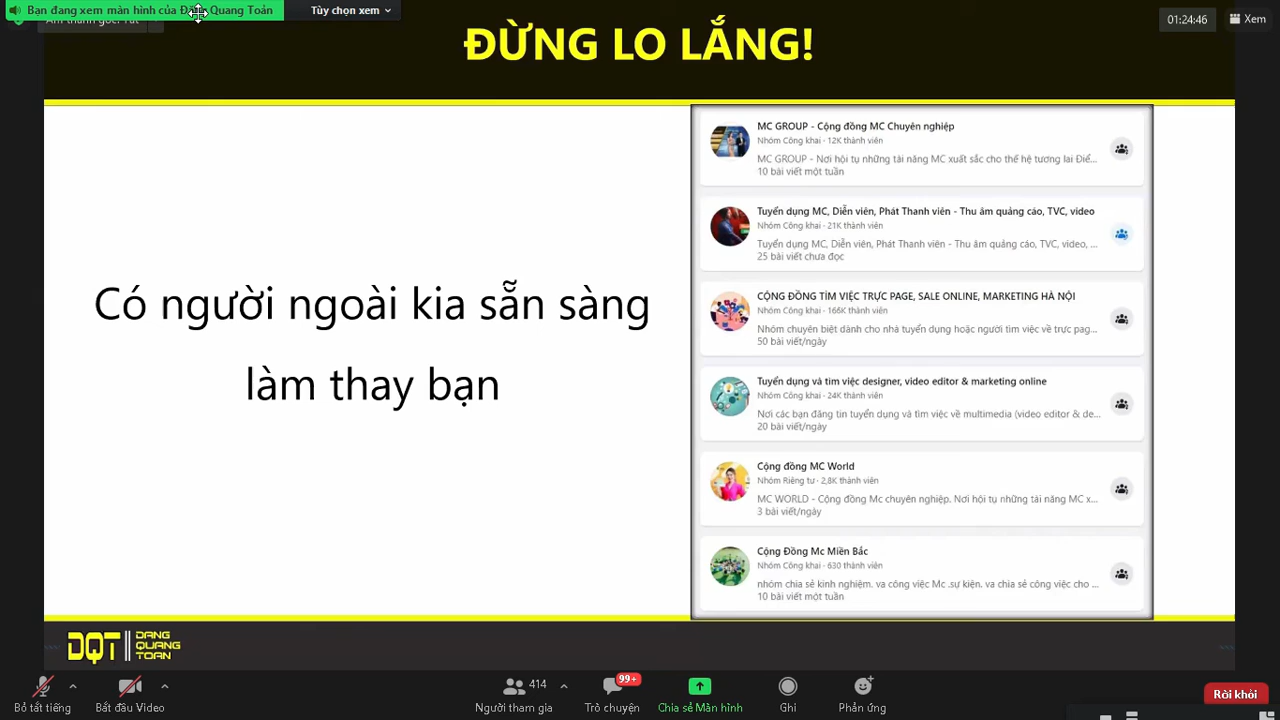 Bạn đang xem màn hình của Đặng Quang Toản
Tùy chọn xem
Âm thanh gốc: Tắt
01:24:46
Xem
ĐỪNG LO LẮNG!
Có người ngoài kia sẵn sàng
làm thay bạn
MC GROUP - Cộng đồng MC Chuyên nghiệp
Nhóm Công khai · 12K thành viên
MC GROUP - Nơi hội tụ những tài năng MC xuất sắc cho thế hệ tương lai Điể...
10 bài viết một tuần
Tuyển dụng MC, Diễn viên, Phát Thanh viên - Thu âm quảng cáo, TVC, video
Nhóm Công khai · 21K thành viên
Tuyển dụng MC, Diễn viên, Phát Thanh viên - Thu âm quảng cáo, TVC, video, ...
25 bài viết chưa đọc
CỘNG ĐỒNG TÌM VIỆC TRỰC PAGE, SALE ONLINE, MARKETING HÀ NỘI
Nhóm Công khai · 166K thành viên
Nhóm chuyên biệt dành cho nhà tuyển dụng hoặc người tìm việc về trực pag...
50 bài viết/ngày
Tuyển dụng và tìm việc designer, video editor & marketing online
Nhóm Công khai · 24K thành viên
Nơi các bạn đăng tin tuyển dụng và tìm việc về multimedia (video editor & de...
20 bài viết/ngày
Cộng đồng MC World
Nhóm Riêng tư · 2,8K thành viên
MC WORLD - Cộng đồng Mc chuyên nghiệp. Nơi hội tụ những tài năng MC x...
3 bài viết/ngày
Cộng Đồng Mc Miền Bắc
Nhóm Công khai · 630 thành viên
nhóm chia sẻ kinh nghiệm. va công việc Mc .sự kiện. va chia sẻ công việc cho ...
10 bài viết một tuần
DQT
DANG
QUANG
TOAN
Bỏ tắt tiếng
Bắt đầu Video
414
Người tham gia
99+
Trò chuyện
Chia sẻ Màn hình
Ghi
Phản ứng
Rời khỏi